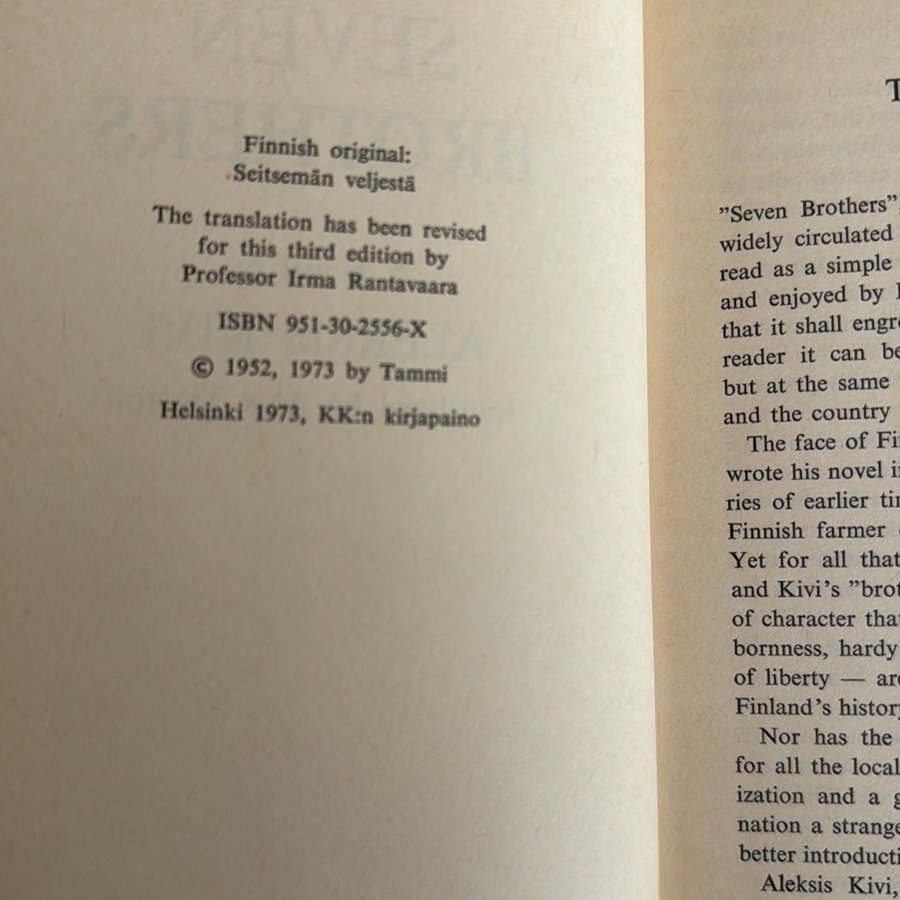 Finnish original:
Seitsemän veljestä
The translation has been revised
for this third edition by
Professor Irma Rantavaara
ISBN 951-30-2556-X
© 1952, 1973 by Tammi
Helsinki 1973, KK:n kirjapaino
T
”Seven Brothers”,
widely circulated
read as a simple
and enjoyed by
that it shall engr
reader it can be
but at the same
and the country
The face of Fi
wrote his novel i
ries of earlier ti
Finnish farmer
Yet for all that
and Kivi’s ”brot
of character that
bornness, hardy
of liberty — are
Finland’s history
Nor has the
for all the local
ization and a g
nation a strange
better introducti
Aleksis Kivi,